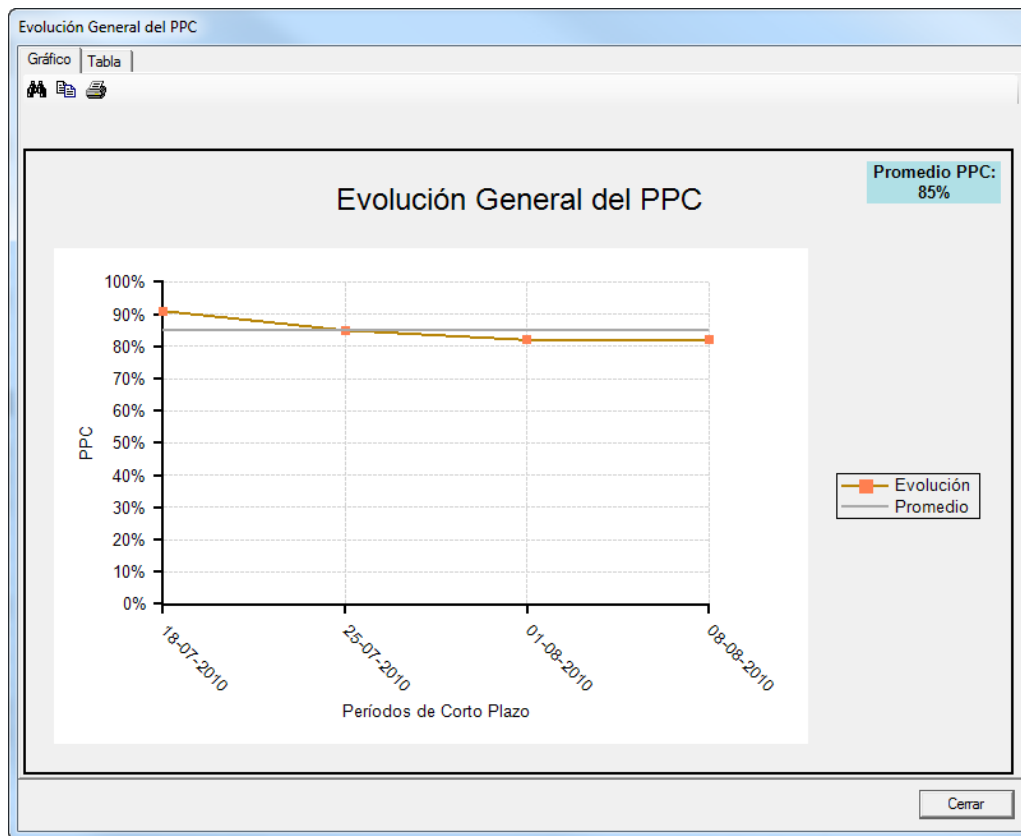 Evolución General del PPC
Gráfico Tabla
Promedio PPC:
85%
Evolución General del PPC
100%
90%
80%
70%
60%
50%
40%
30%
20%
10%
0%
PPC
18-07-2010
25-07-2010
01-08-2010
08-08-2010
Períodos de Corto Plazo
Evolución
Promedio
Cerrar